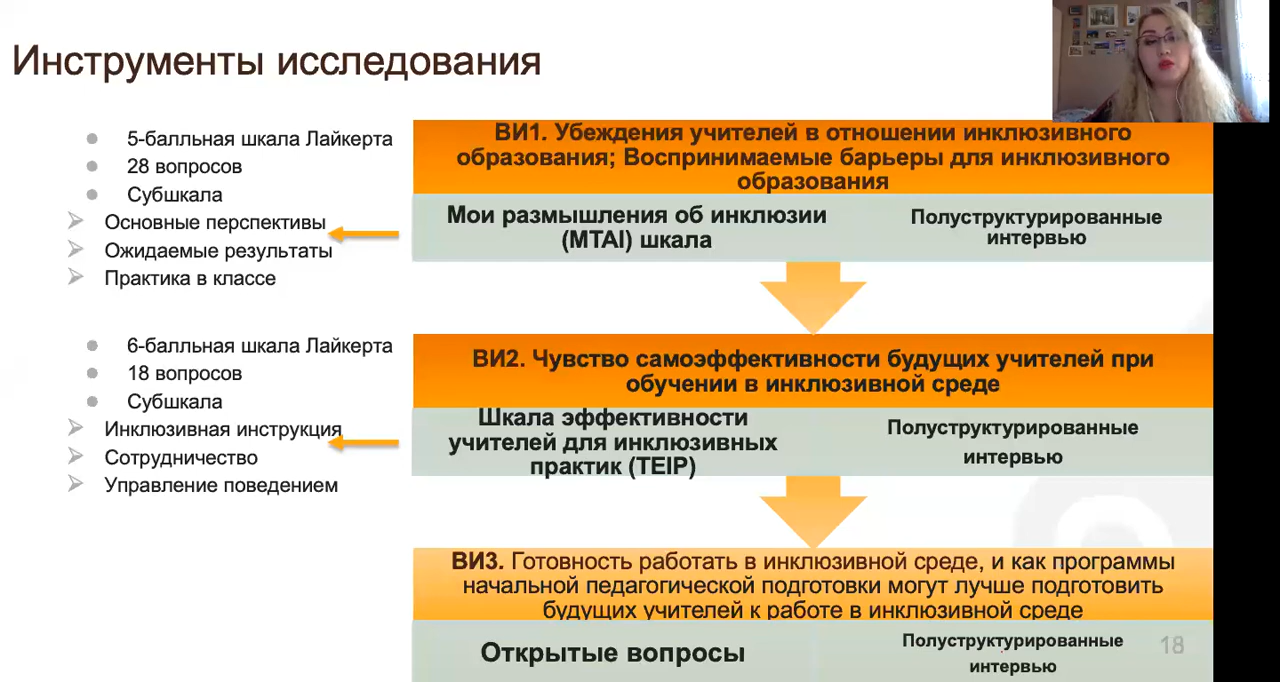 Инструменты исследования
5-балльная шкала Лайкерта
28 вопросов
Субшкала
Основные перспективы
Ожидаемые результаты
Практика в классе
ВИ1. Убеждения учителей в отношении инклюзивного
образования; Воспринимаемые барьеры для инклюзивного
образования
Мои размышления об инклюзии
(MTAI) шкала
Полуструктурированные
интервью
6-балльная шкала Лайкерта
18 вопросов
Субшкала
Инклюзивная инструкция
Сотрудничество
Управление поведением
ВИ2. Чувство самоэффективности будущих учителей при
обучении в инклюзивной среде
Шкала эффективности
учителей для инклюзивных
практик (TEIP)
Полуструктурированные
интервью
ВИ3. Готовность работать в инклюзивной среде, и как программы
начальной педагогической подготовки могут лучше подготовить
будущих учителей к работе в инклюзивной среде
Открытые вопросы
Полуструктурированные
интервью
18